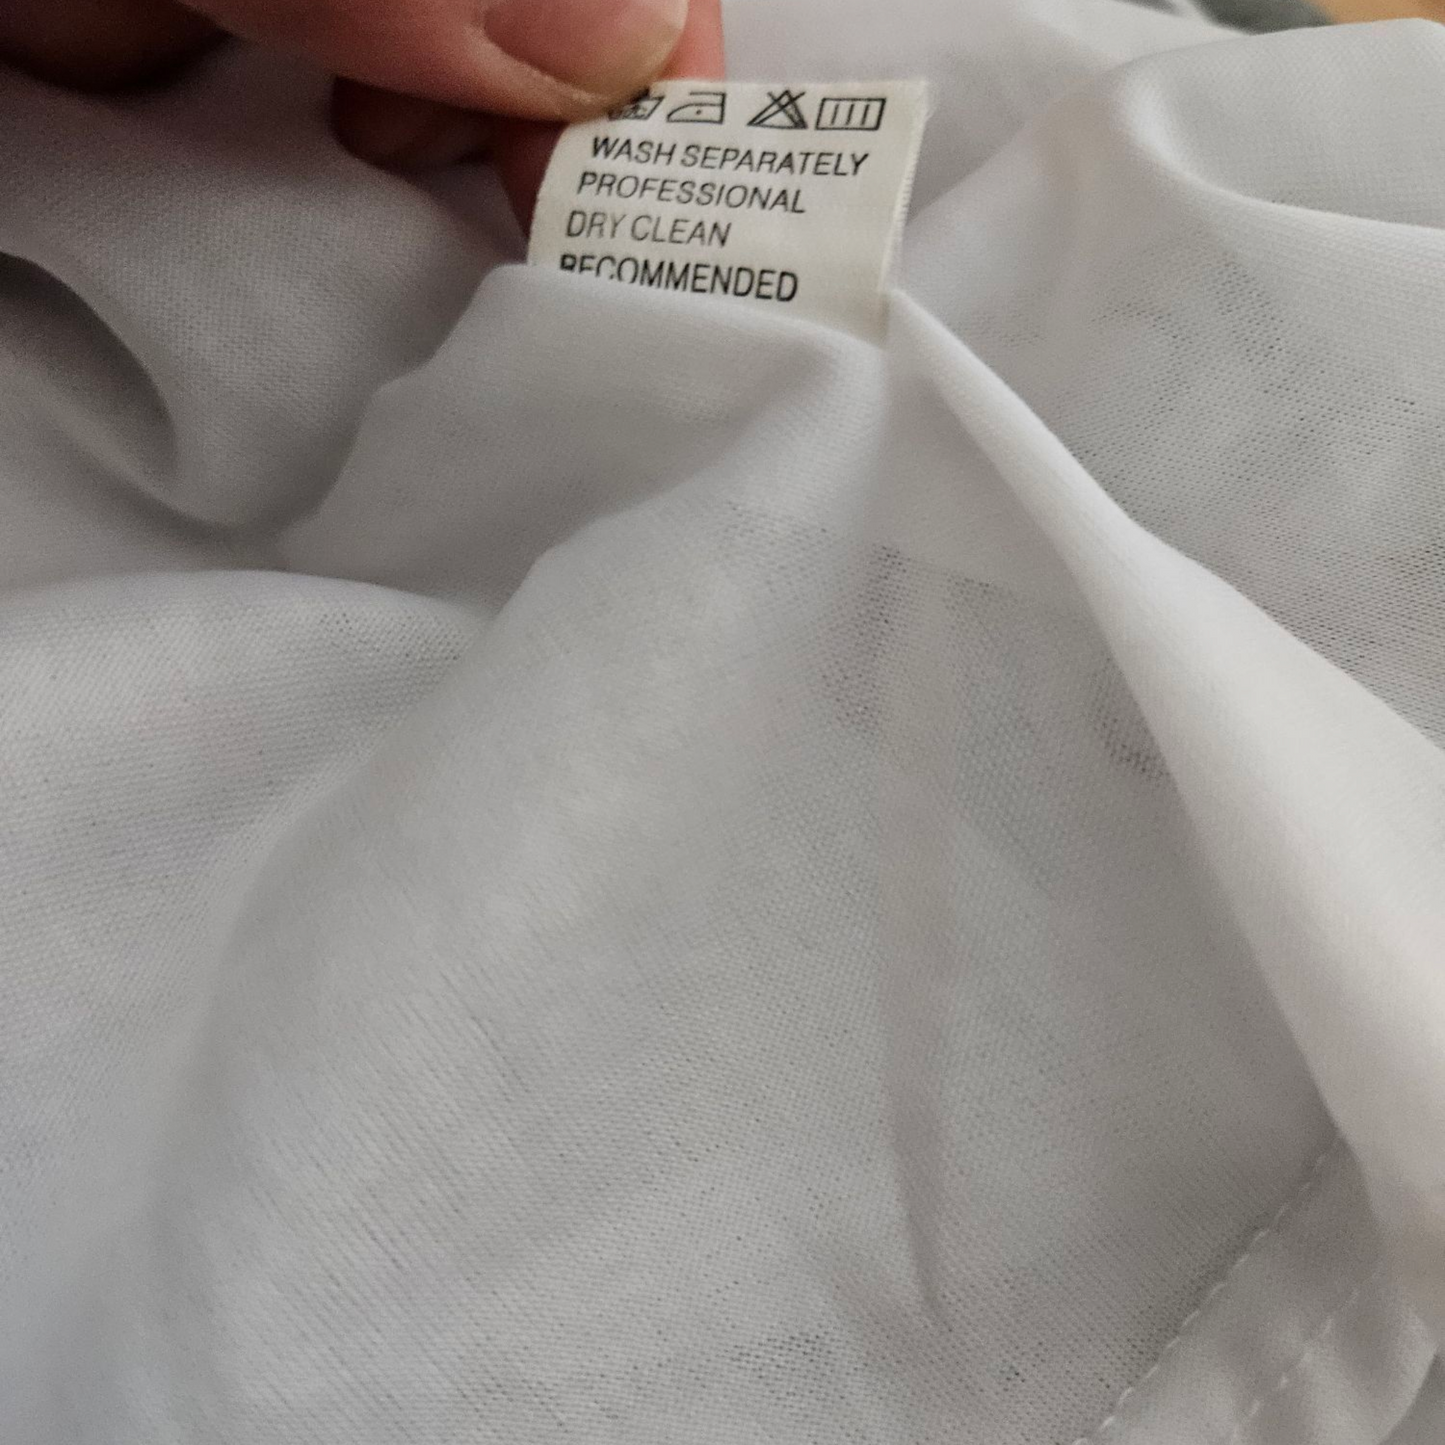 WASH SEPARATELY
PROFESSIONAL
DRY CLEAN
RECOMMENDED